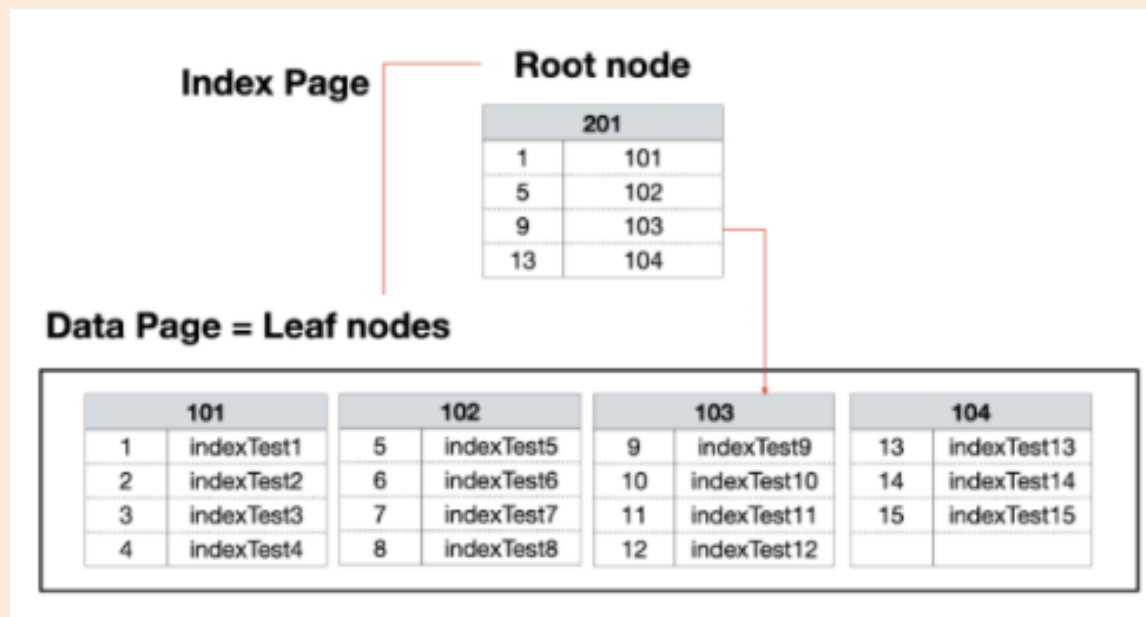 Root node
Index Page
201
1 101
5 102
9 103
13 104
Data Page = Leaf nodes
101 102 103 104
1 indexTest1 5 indexTest5 9 indexTest9 13 indexTest13
2 indexTest2 6 indexTest6 10 indexTest10 14 indexTest14
3 indexTest3 7 indexTest7 11 indexTest11 15 indexTest15
4 indexTest4 8 indexTest8 12 indexTest12